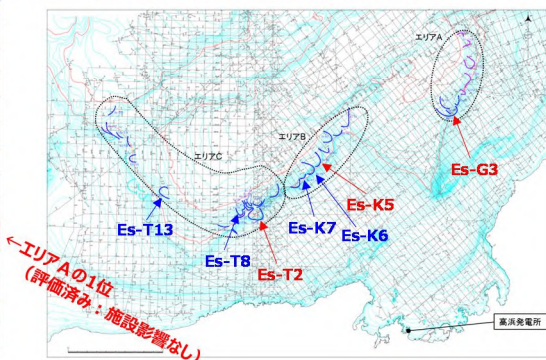 エリアA
Es-G3
エリアB
エリアC
Es-K5
Es-K7
Es-K6
Es-T13
Es-T8
Es-T2
←エリアAの1位
(評価済み:施設影響なし)
高浜発電所